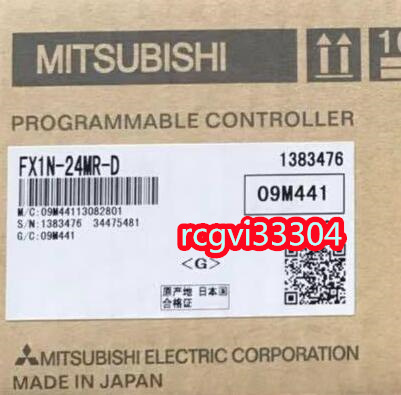 MITSUBISHI
10
PROGRAMMABLE CONTROLLER
FX1N-24MR-D
1383476
09M441
M/C:09M44113082801
S/N:1383476 34475481
G/C:09M441
rcgvi33304
<G>
原产地 日本国
合格证
MITSUBISHI ELECTRIC CORPORATION
MADE IN JAPAN